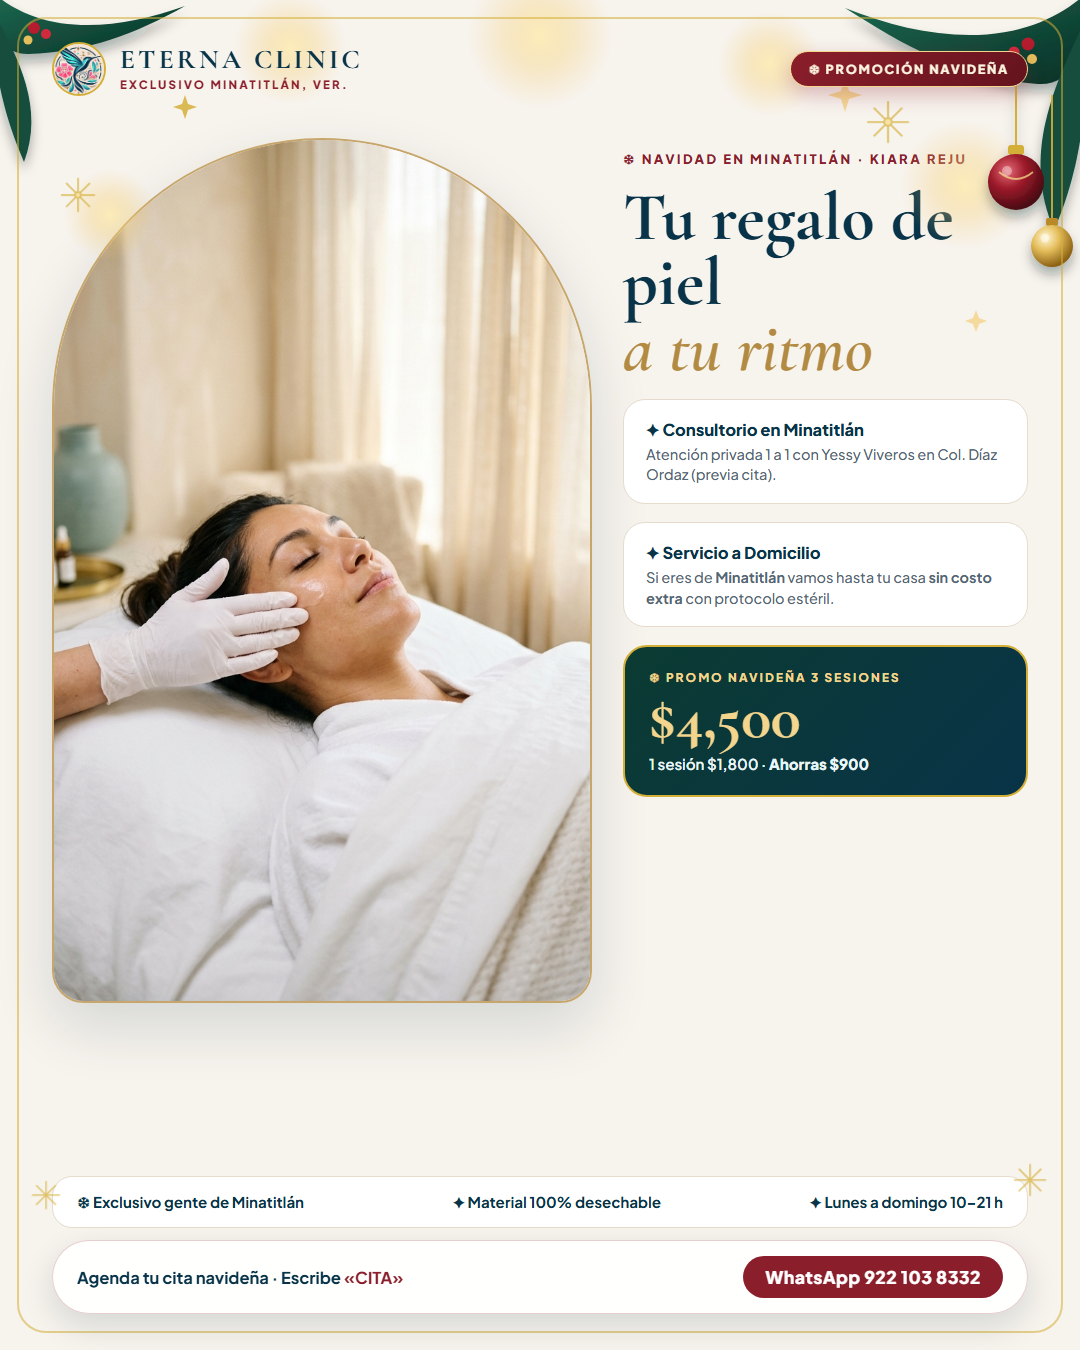 ETERNA CLINIC
EXCLUSIVO MINATITLÁN, VER.
❆ PROMOCIÓN NAVIDEÑA
❆ NAVIDAD EN MINATITLÁN · KIARA REJU
Tu regalo de
piel
a tu ritmo
✦ Consultorio en Minatitlán
Atención privada 1 a 1 con Yessy Viveros en Col. Díaz
Ordaz (previa cita).
✦ Servicio a Domicilio
Si eres de Minatitlán vamos hasta tu casa sin costo
extra con protocolo estéril.
❆ PROMO NAVIDEÑA 3 SESIONES
$4,500
1 sesión $1,800 · Ahorras $900
❆ Exclusivo gente de Minatitlán
✦ Material 100% desechable
✦ Lunes a domingo 10–21 h
Agenda tu cita navideña · Escribe «CITA»
WhatsApp 922 103 8332